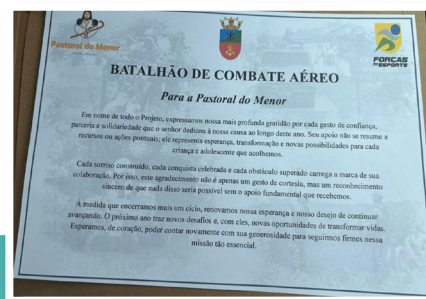 Pastoral do Menor
FORÇAS
NO ESPORTE
BATALHÃO DE COMBATE AÉREO
Para a Pastoral do Menor
Em nome de todo o Projeto, expressamos nossa mais profunda gratidão por cada gesto de confiança,
parceria e solidariedade que o senhor dedicou à nossa causa ao longo deste ano. Seu apoio não se resume a
recursos ou ações pontuais; ele representa esperança, transformação e novas possibilidades para cada
criança e adolescente que acolhemos.
Cada sorriso construído, cada conquista celebrada e cada obstáculo superado carrega a marca de sua
colaboração. Por isso, este agradecimento não é apenas um gesto de cortesia, mas um reconhecimento
sincero de que nada disso seria possível sem o apoio fundamental que recebemos.
À medida que encerramos mais um ciclo, renovamos nossa esperança e nosso desejo de continuar
avançando. O próximo ano traz novos desafios e, com eles, novas oportunidades de transformar vidas.
Esperamos, de coração, poder contar novamente com sua generosidade para seguirmos firmes nessa
missão tão essencial.